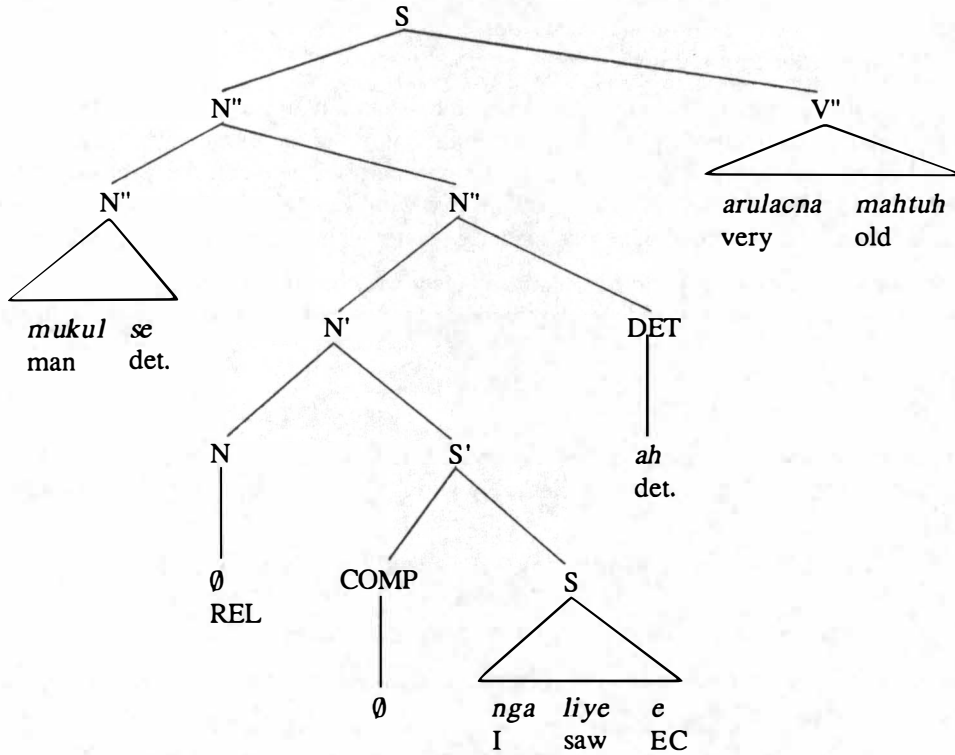 S
N" V"
N" N" arulacna mahtuh
very old
mukul se N' DET
man det.
N S' ah
det.
Ø COMP S
REL
Ø nga liye e
I saw EC